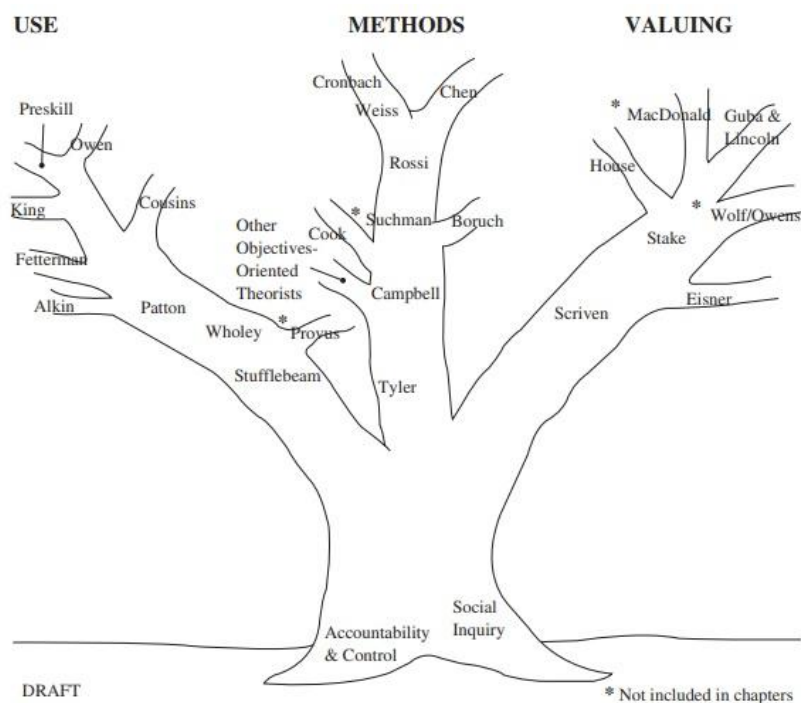 USE
METHODS
VALUING
Preskill
Owen
King
Cousins
Fetterman
Alkin
Patton
Wholey
* Provus
Stufflebeam
Cronbach
Weiss
Chen
Rossi
* Suchman
Boruch
Cook
Other
Objectives-
Oriented
Theorists
Campbell
Tyler
* MacDonald
Guba &
Lincoln
House
* Wolf/Owens
Stake
Eisner
Scriven
Accountability
& Control
Social
Inquiry
DRAFT
* Not included in chapters